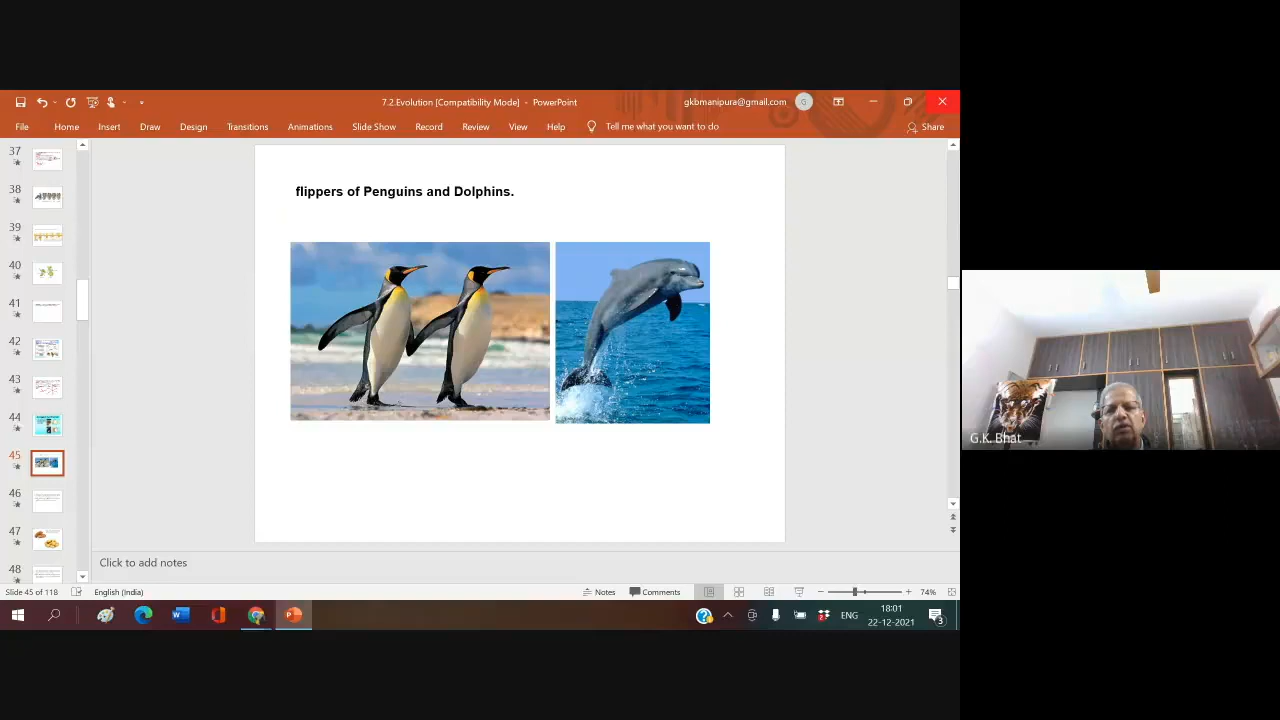 7.2.Evolution [Compatibility Mode] - PowerPoint
gkbmanipura@gmail.com
G
File Home Insert Draw Design Transitions Animations Slide Show Record Review View Help Tell me what you want to do Share
37
38
39
40
41
42
43
44
45
46
47
48
flippers of Penguins and Dolphins.
G.K. Bhat
Click to add notes
Slide 45 of 118 English (India) Notes Comments 74%
ENG
18:01
22-12-2021
3